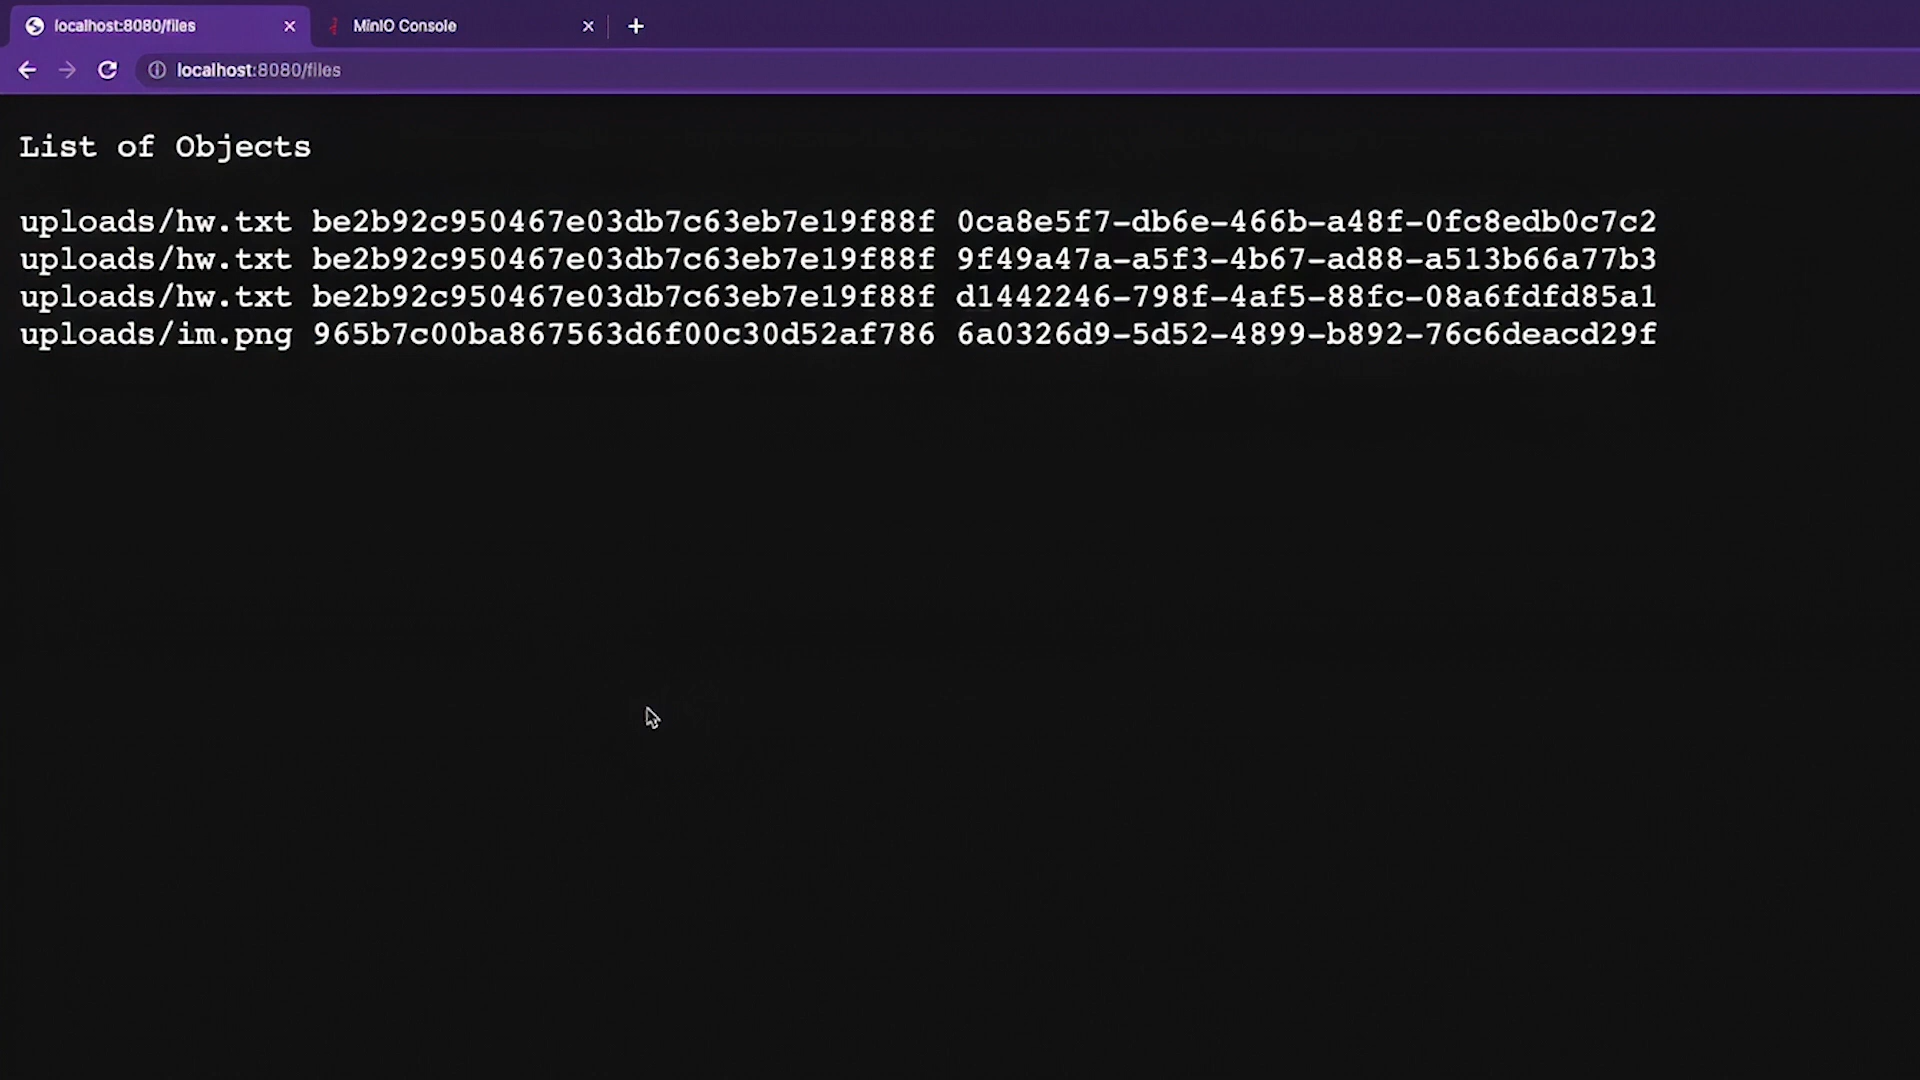 localhost:8080/files
MinIO Console
localhost:8080/files
List of Objects
uploads/hw.txt be2b92c950467e03db7c63eb7e19f88f 0ca8e5f7-db6e-466b-a48f-0fc8edb0c7c2
uploads/hw.txt be2b92c950467e03db7c63eb7e19f88f 9f49a47a-a5f3-4b67-ad88-a513b66a77b3
uploads/hw.txt be2b92c950467e03db7c63eb7e19f88f d1442246-798f-4af5-88fc-08a6fdfd85a1
uploads/im.png 965b7c00ba867563d6f00c30d52af786 6a0326d9-5d52-4899-b892-76c6deacd29f